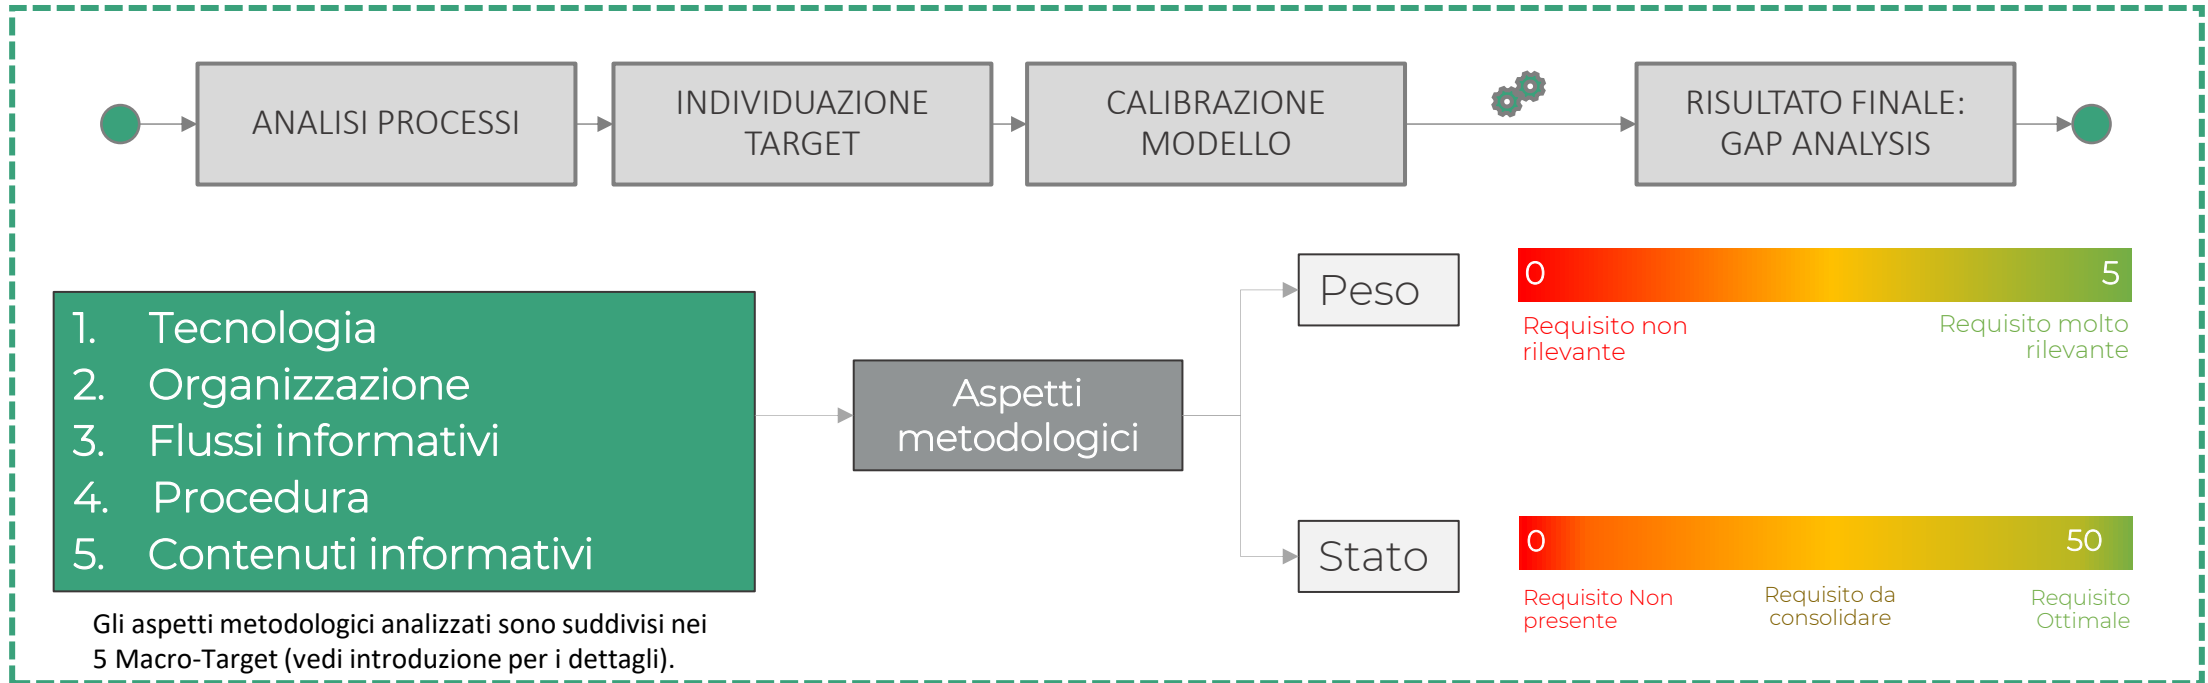 ANALISI PROCESSI
INDIVIDUAZIONE
TARGET
CALIBRAZIONE
MODELLO
RISULTATO FINALE:
GAP ANALYSIS
1. Tecnologia
2. Organizzazione
3. Flussi informativi
4. Procedura
5. Contenuti informativi
Gli aspetti metodologici analizzati sono suddivisi nei
5 Macro-Target (vedi introduzione per i dettagli).
Aspetti
metodologici
Peso
0 5
Requisito non
rilevante
Requisito molto
rilevante
Stato
0 50
Requisito Non
presente
Requisito da
consolidare
Requisito
Ottimale